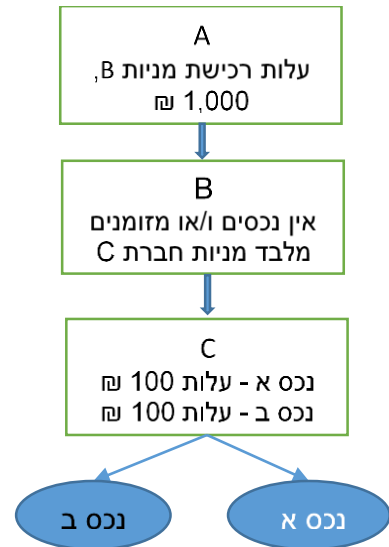 A
עלות רכישת מניות B,
1,000 ₪
B
אין נכסים ו/או מזומנים
מלבד מניות חברת C
C
נכס א - עלות 100 ₪
נכס ב - עלות 100 ₪
נכס א
נכס ב